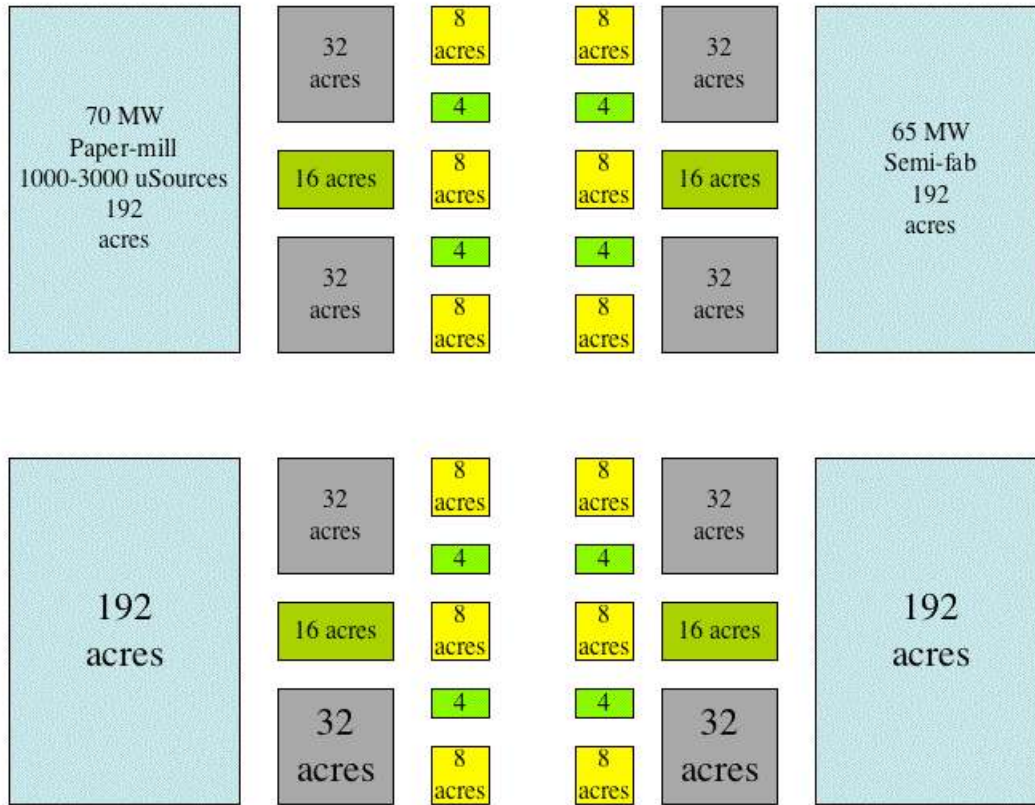 70 MW
Paper-mill
1000-3000 uSources
192
acres
32
acres
16 acres
32
acres
8
acres
4
8
acres
4
8
acres
8
acres
4
8
acres
4
8
acres
32
acres
16 acres
32
acres
65 MW
Semi-fab
192
acres
192
acres
32
acres
16 acres
32
acres
8
acres
4
8
acres
4
8
acres
8
acres
4
8
acres
4
8
acres
32
acres
16 acres
32
acres
192
acres